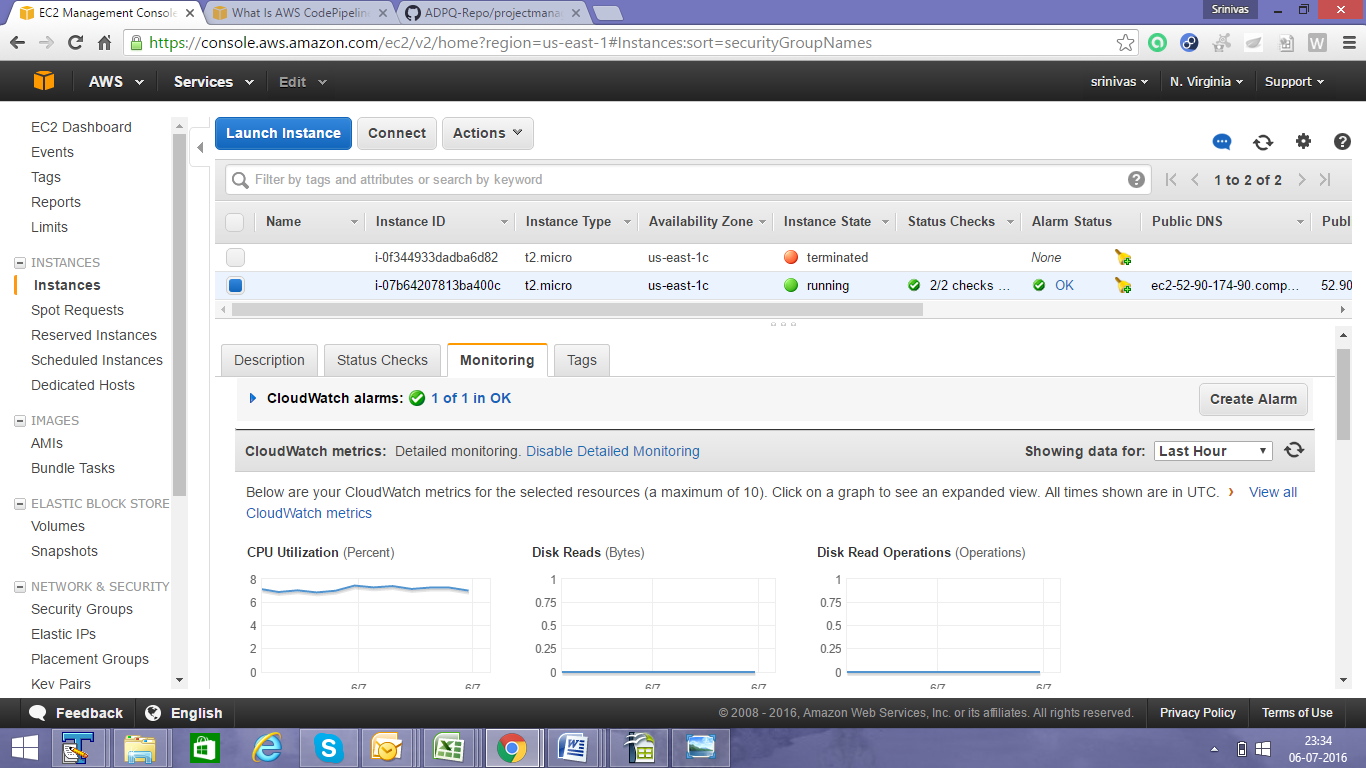 EC2 Management Console
What Is AWS CodePipeline
ADPQ-Repo/projectmanag
Srinivas
https://console.aws.amazon.com/ec2/v2/home?region=us-east-1#Instances:sort=securityGroupNames
AWS Services Edit srinivas N. Virginia Support
EC2 Dashboard
Events
Tags
Reports
Limits
INSTANCES
Instances
Spot Requests
Reserved Instances
Scheduled Instances
Dedicated Hosts
IMAGES
AMIs
Bundle Tasks
ELASTIC BLOCK STORE
Volumes
Snapshots
NETWORK & SECURITY
Security Groups
Elastic IPs
Placement Groups
Key Pairs
Launch Instance Connect Actions
Filter by tags and attributes or search by keyword 1 to 2 of 2
Name Instance ID Instance Type Availability Zone Instance State Status Checks Alarm Status Public DNS Publ
i-0f344933dadba6d82 t2.micro us-east-1c terminated None
i-07b64207813ba400c t2.micro us-east-1c running 2/2 checks ... OK ec2-52-90-174-90.comp... 52.90
Description Status Checks Monitoring Tags
CloudWatch alarms: 1 of 1 in OK Create Alarm
CloudWatch metrics: Detailed monitoring. Disable Detailed Monitoring Showing data for: Last Hour
Below are your CloudWatch metrics for the selected resources (a maximum of 10). Click on a graph to see an expanded view. All times shown are in UTC. › View all
CloudWatch metrics
CPU Utilization (Percent)
8
6
4
2
0
6/7 6/7
Disk Reads (Bytes)
1
0.75
0.5
0.25
0
6/7 6/7
Disk Read Operations (Operations)
1
0.75
0.5
0.25
0
6/7 6/7
Feedback English © 2008 - 2016, Amazon Web Services, Inc. or its affiliates. All rights reserved. Privacy Policy Terms of Use
23:34
06-07-2016